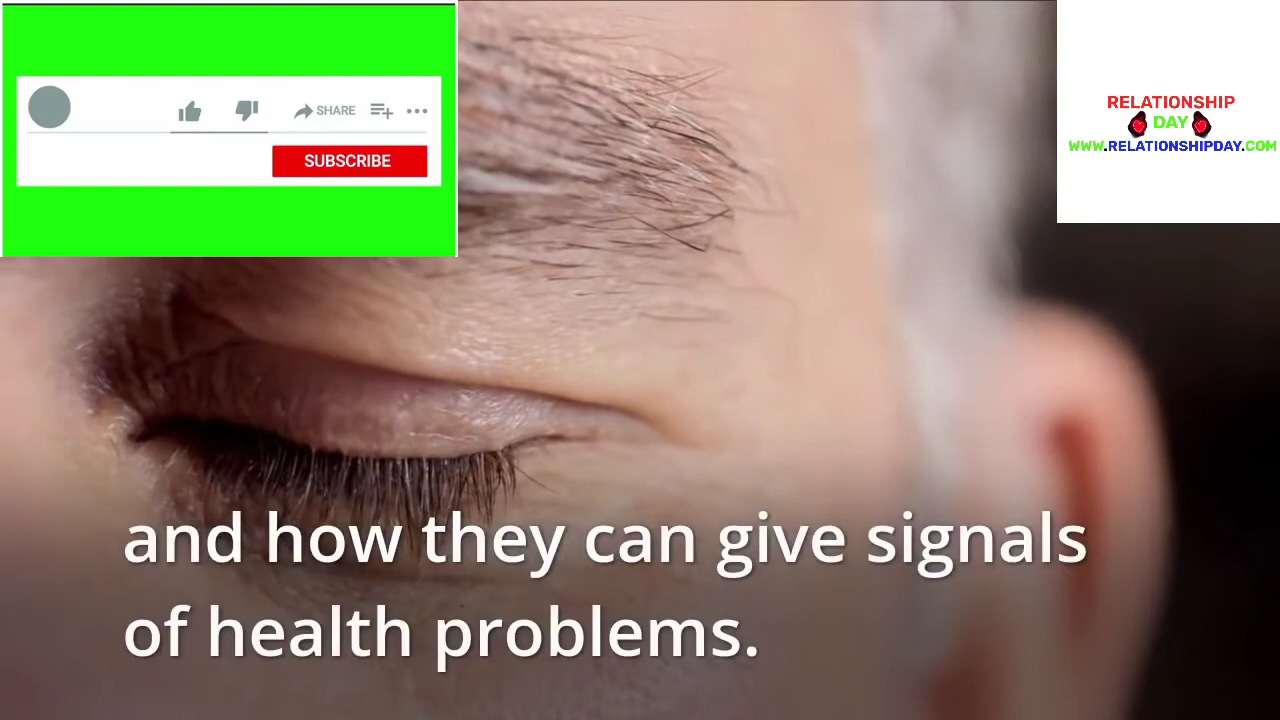 SHARE
SUBSCRIBE
RELATIONSHIP
DAY
WWW.RELATIONSHIPDAY.COM
and how they can give signals
of health problems.